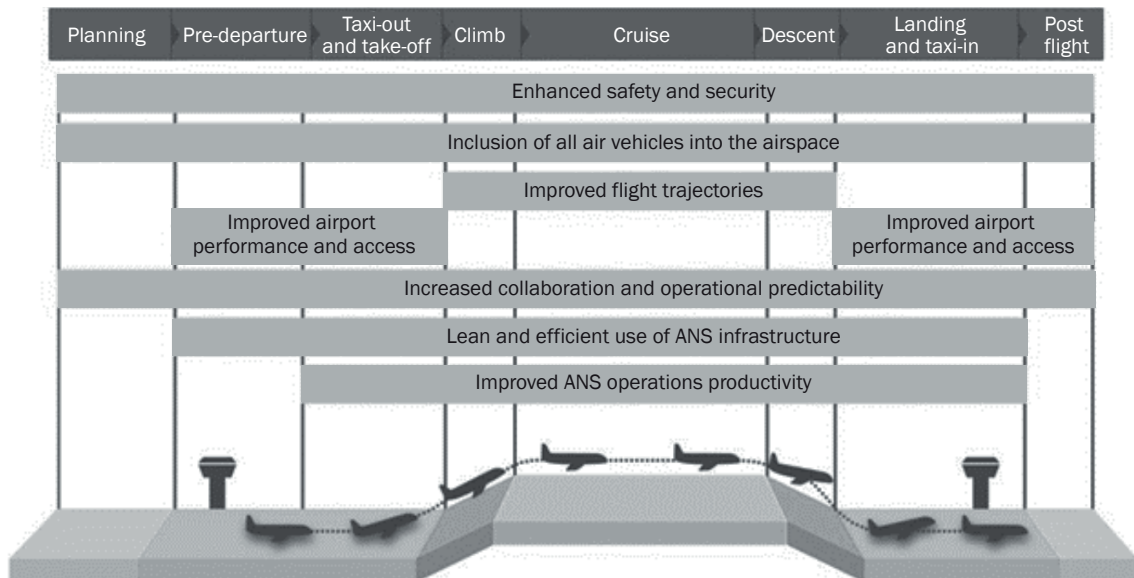 Planning
Pre-departure
Taxi-out
and take-off
Climb
Cruise
Descent
Landing
and taxi-in
Post
flight
Enhanced safety and security
Inclusion of all air vehicles into the airspace
Improved flight trajectories
Improved airport
performance and access
Improved airport
performance and access
Increased collaboration and operational predictability
Lean and efficient use of ANS infrastructure
Improved ANS operations productivity